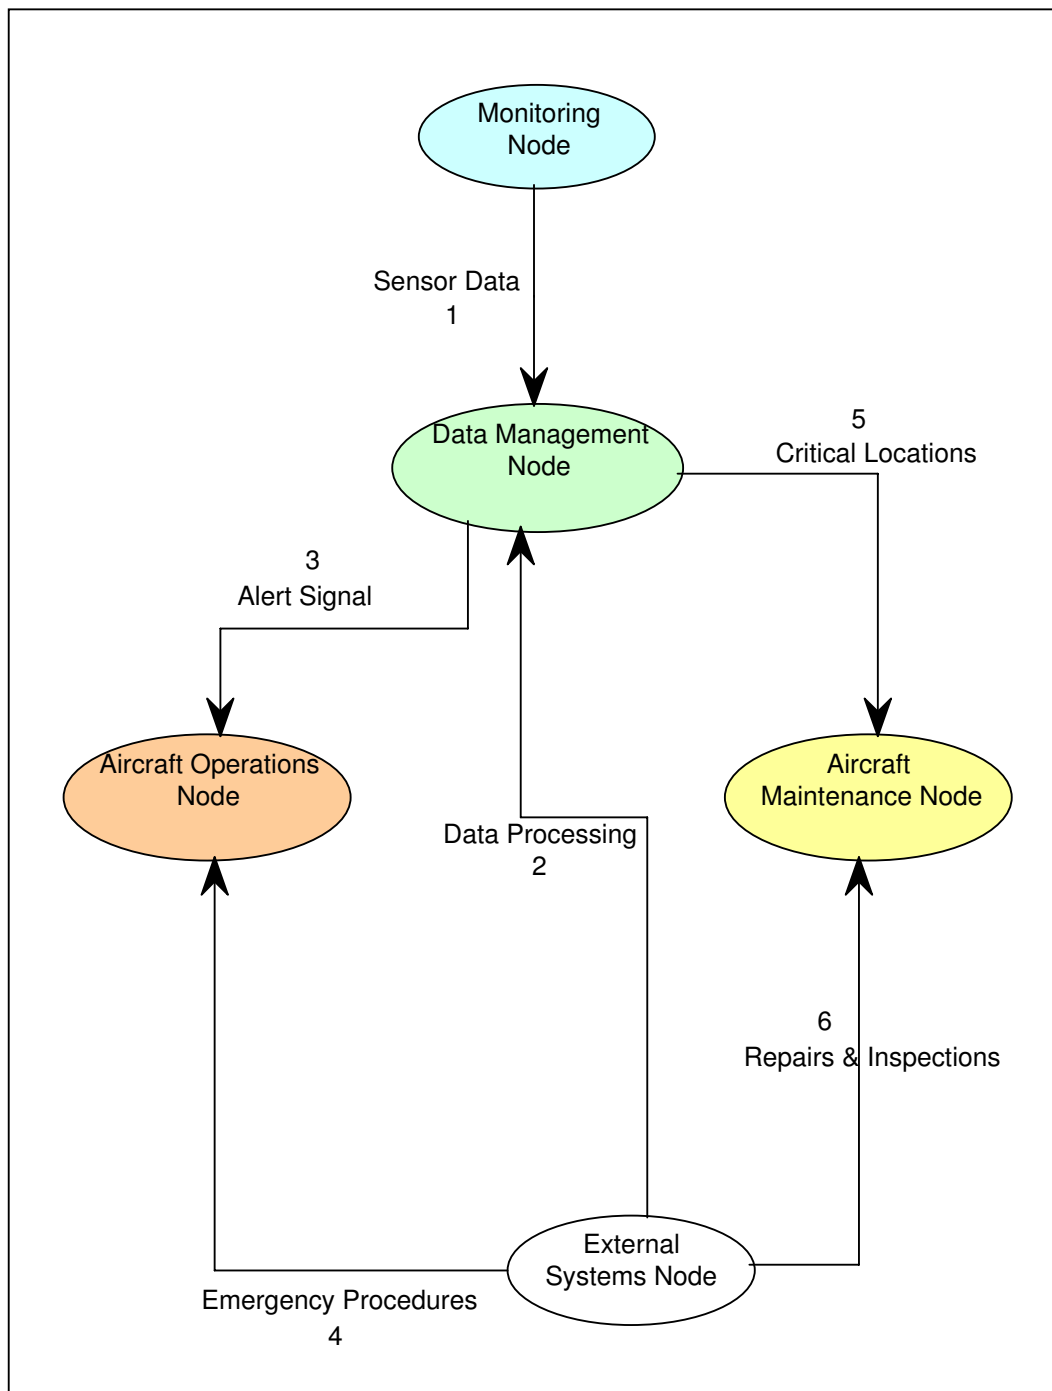 Monitoring
Node
Sensor Data
1
Data Management
Node
5
Critical Locations
3
Alert Signal
Aircraft Operations
Node
Aircraft
Maintenance Node
Data Processing
2
6
Repairs & Inspections
External
Systems Node
Emergency Procedures
4